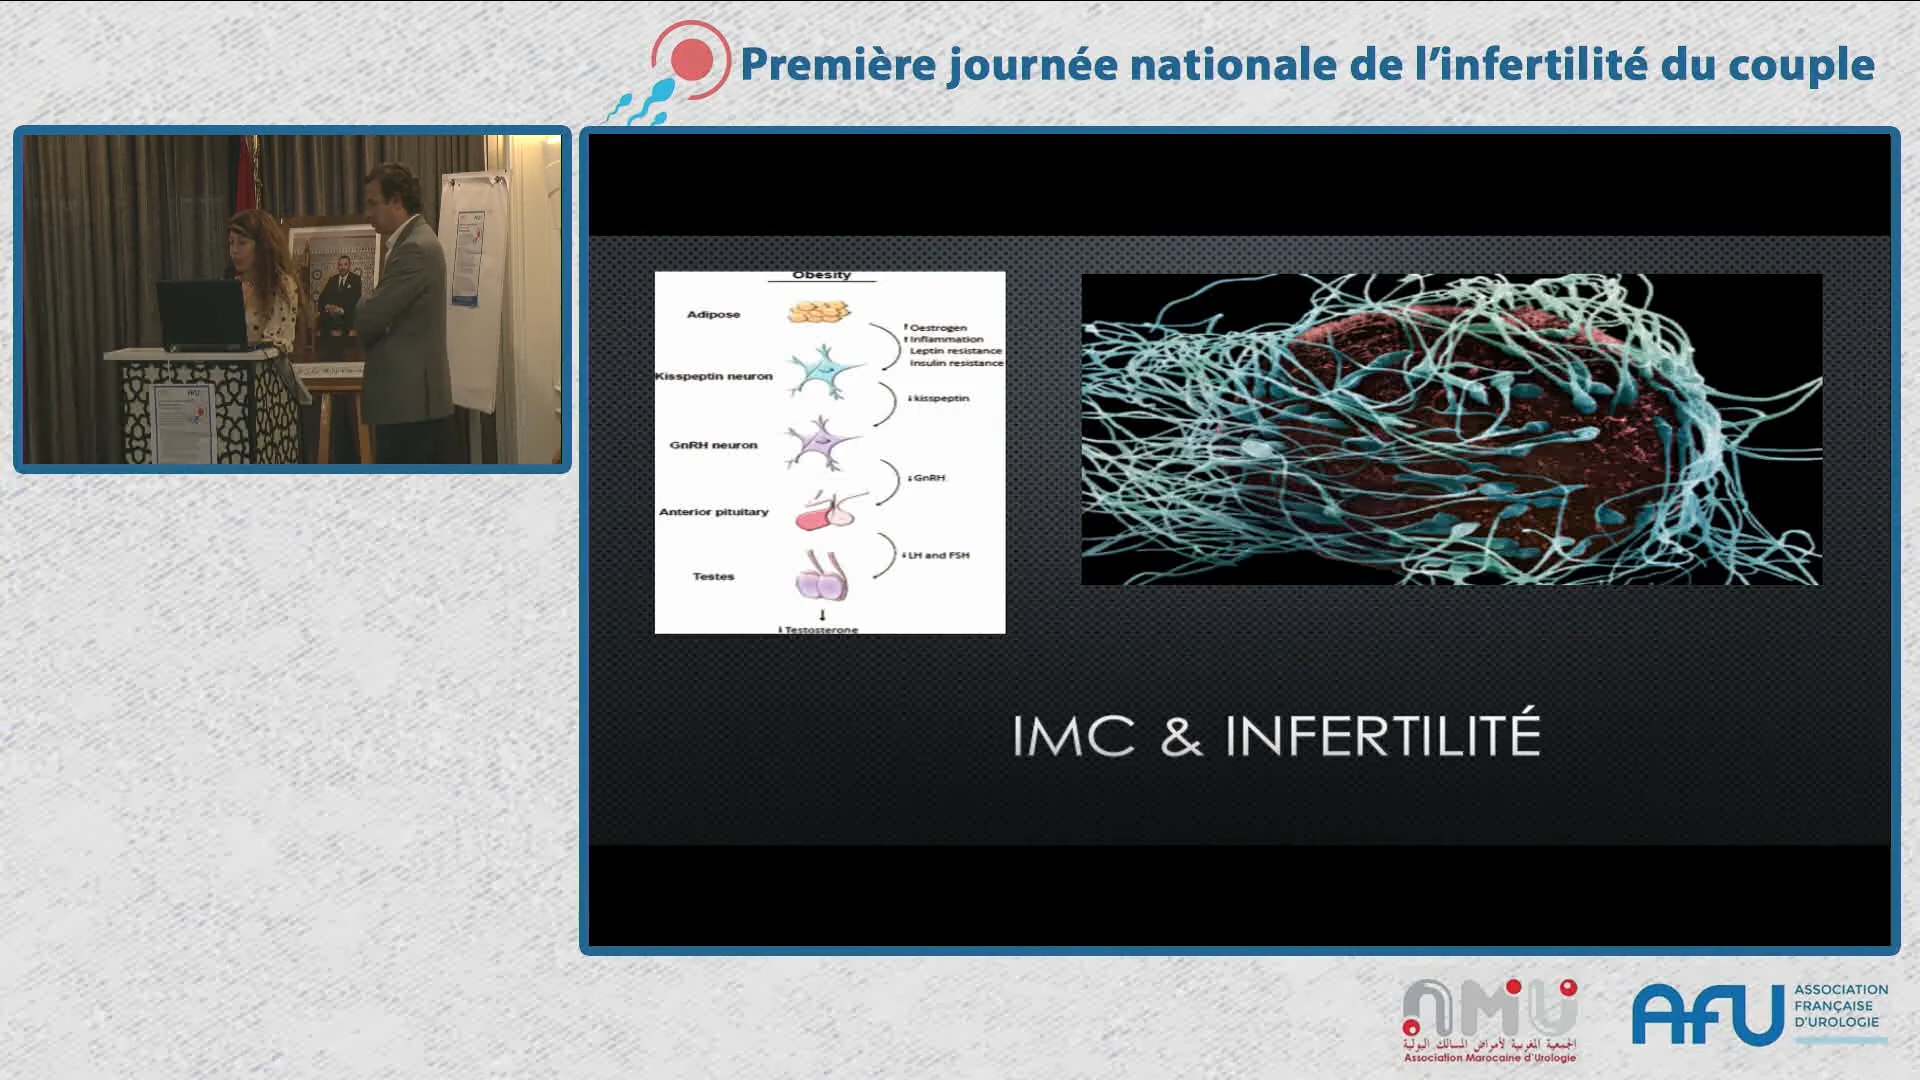 Première journée nationale de l'infertilité du couple
Obesity
Adipose
↑ Oestrogen
↑ Inflammation
Leptin resistance
Insulin resistance
Kisspeptin neuron
↓ kisspeptin
GnRH neuron
↓ GnRH
Anterior pituitary
↓ LH and FSH
Testes
↓
↓ Testosterone
IMC & INFERTILITÉ
AMU
الجمعية المغربية لأمراض المسالك البولية
Association Marocaine d'Urologie
AFU
ASSOCIATION
FRANÇAISE
D'UROLOGIE